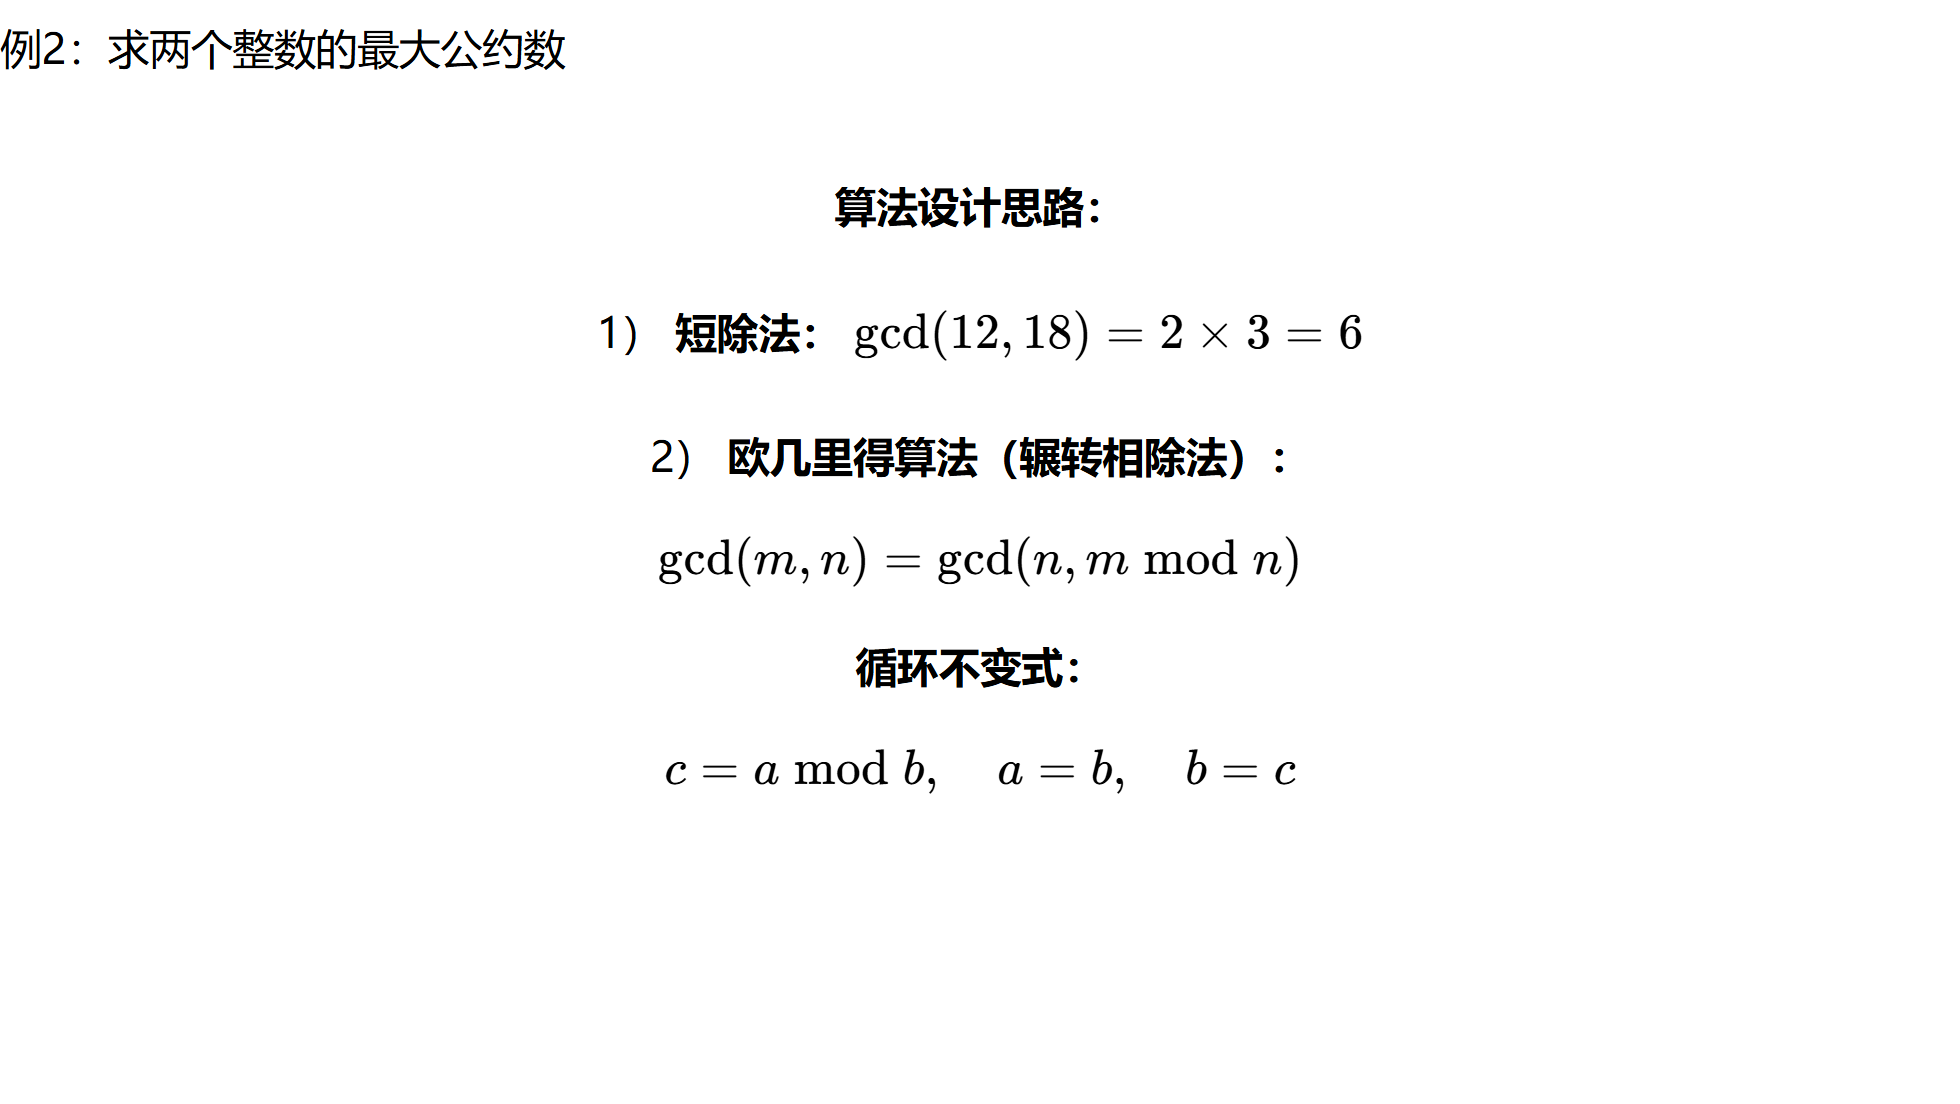 例2：求两个整数的最大公约数
算法设计思路：
1） 短除法： gcd(12, 18) = 2 × 3 = 6
2） 欧几里得算法（辗转相除法）：
gcd(m, n) = gcd(n, m mod n)
循环不变式：
c = a mod b, a = b, b = c